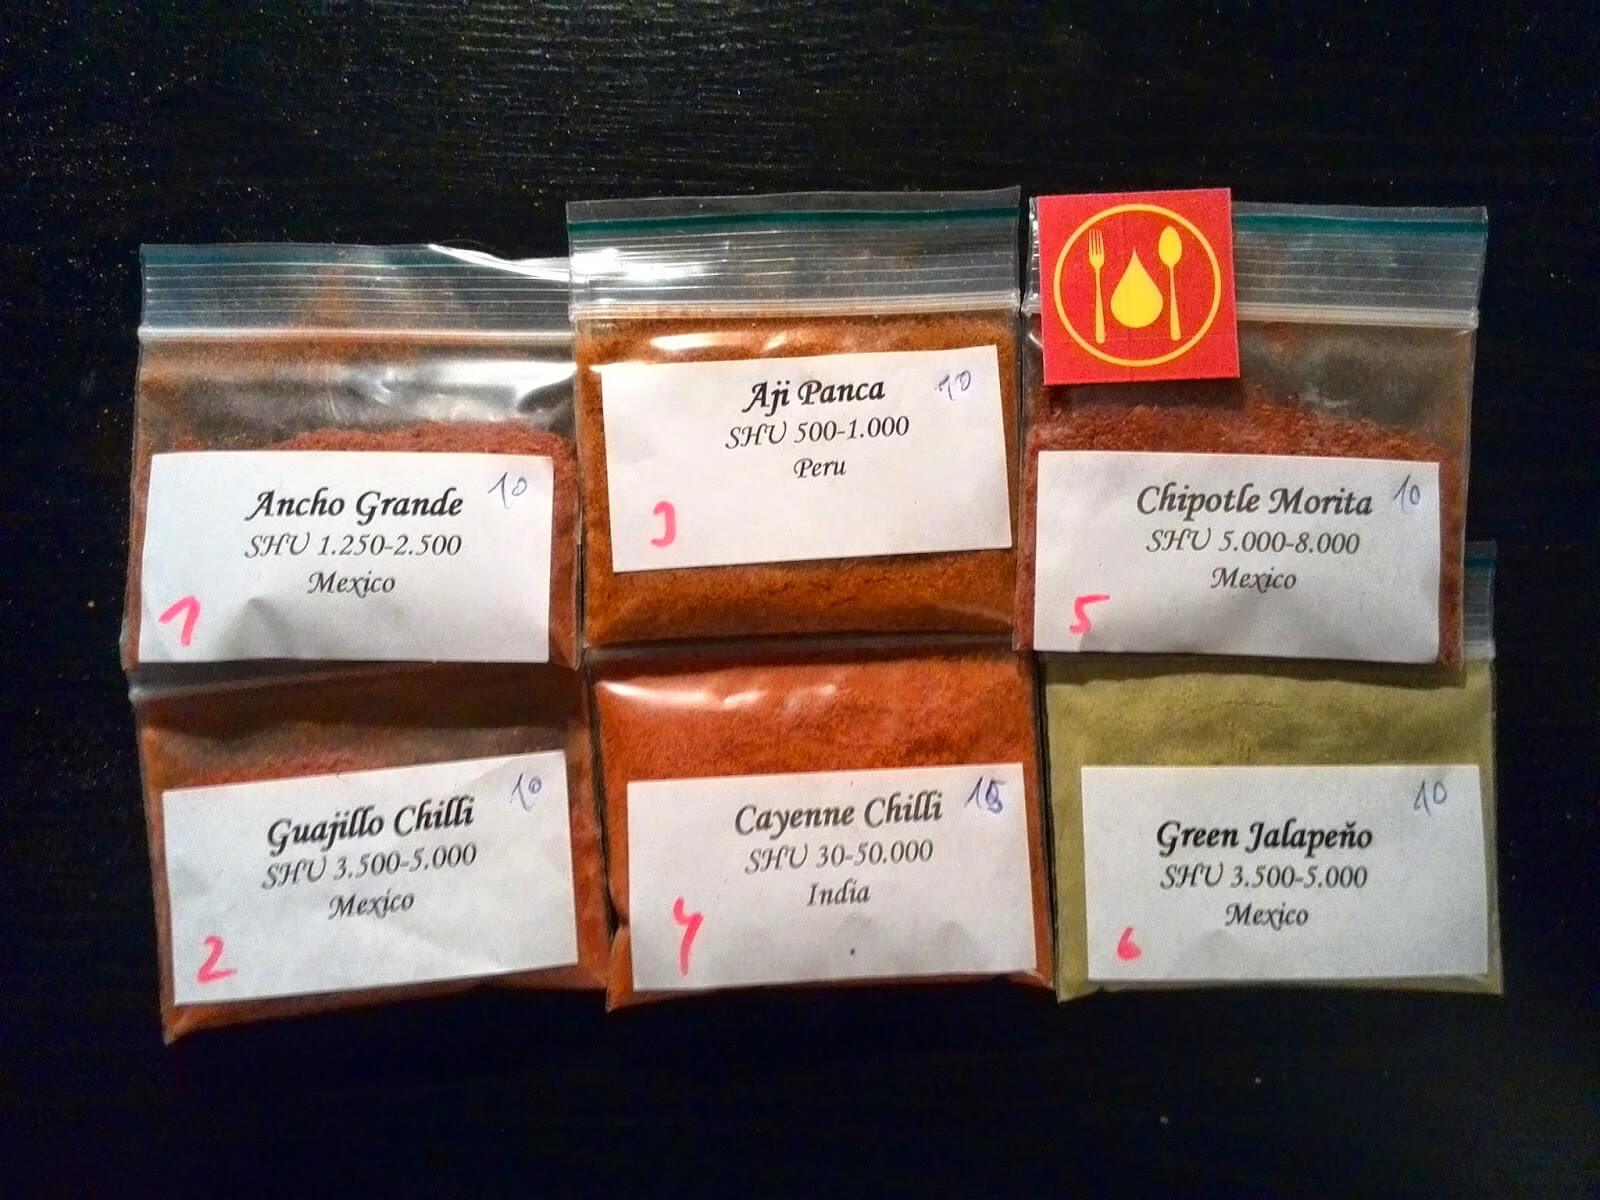 Ancho Grande 10
SHU 1.250-2.500
Mexico
1
Aji Panca 10
SHU 500-1.000
Peru
3
Chipotle Morita 10
SHU 5.000-8.000
Mexico
5
Guajillo Chilli 10
SHU 3.500-5.000
Mexico
2
Cayenne Chilli 15
SHU 30-50.000
India
4
Green Jalapeňo 10
SHU 3.500-5.000
Mexico
6